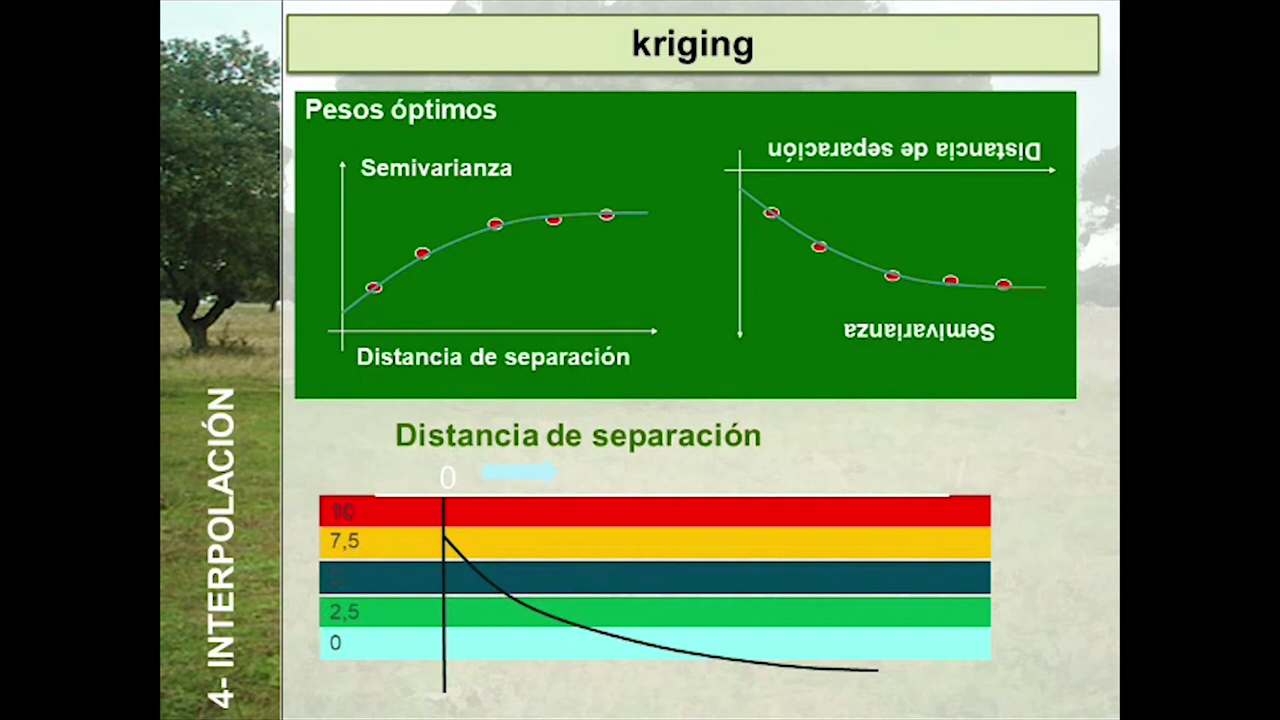 kriging
Pesos óptimos
Semivarianza
Distancia de separación
Distancia de separación
Semivarianza
4- INTERPOLACIÓN
Distancia de separación
0
10
7,5
2,5
0